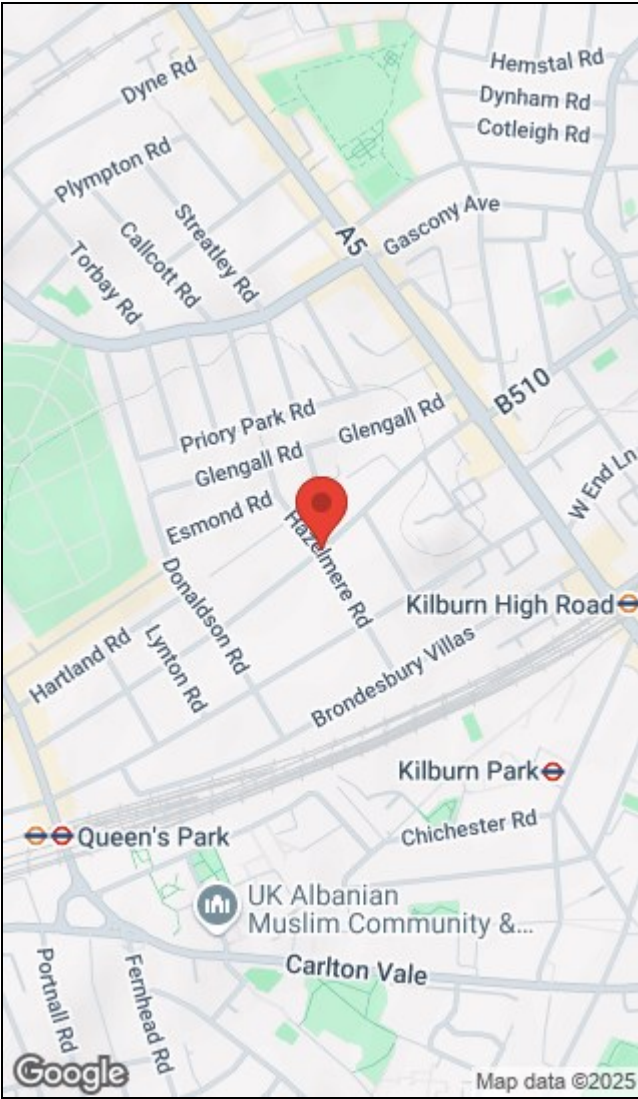 Dyne Rd
Hemstal Rd
Dynham Rd
Cotleigh Rd
Plympton Rd
Streatley Rd
Callcott Rd
Torbay Rd
A5
Gascony Ave
B510
Priory Park Rd
Glengall Rd
Glengall Rd
Esmond Rd
W End Ln
Hazelmere Rd
Donaldson Rd
Kilburn High Road
Hartland Rd
Lynton Rd
Brondesbury Villas
Kilburn Park
Queen's Park
Chichester Rd
UK Albanian
Muslim Community &...
Carlton Vale
Portnall Rd
Fernhead Rd
Google
Map data ©2025